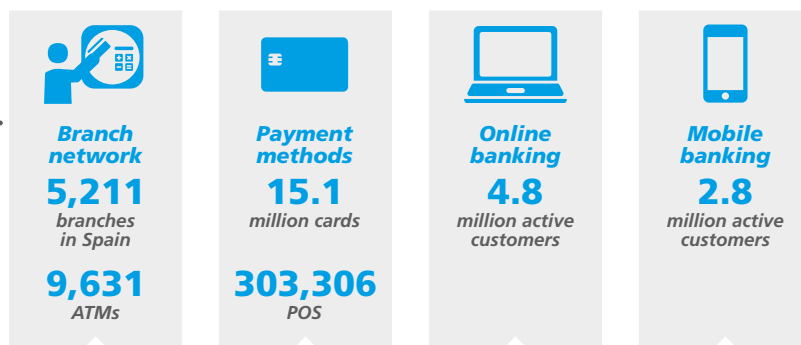 Branch
network
5,211
branches
in Spain
9,631
ATMs
Payment
methods
15.1
million cards
303,306
POS
Online
banking
4.8
million active
customers
Mobile
banking
2.8
million active
customers